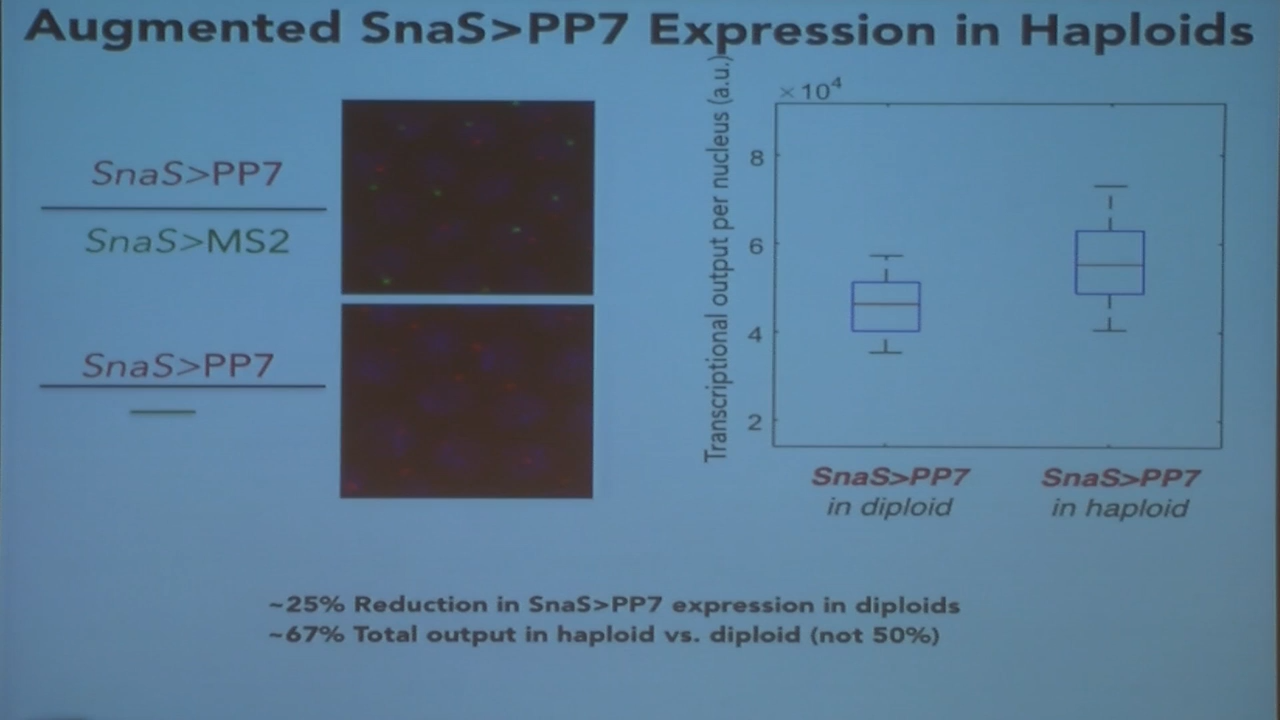 Augmented SnaS>PP7 Expression in Haploids
SnaS>PP7
SnaS>MS2
SnaS>PP7
Transcriptional output per nucleus (a.u.)
×10⁴
8
6
4
2
SnaS>PP7
in diploid
SnaS>PP7
in haploid
~25% Reduction in SnaS>PP7 expression in diploids
~67% Total output in haploid vs. diploid (not 50%)